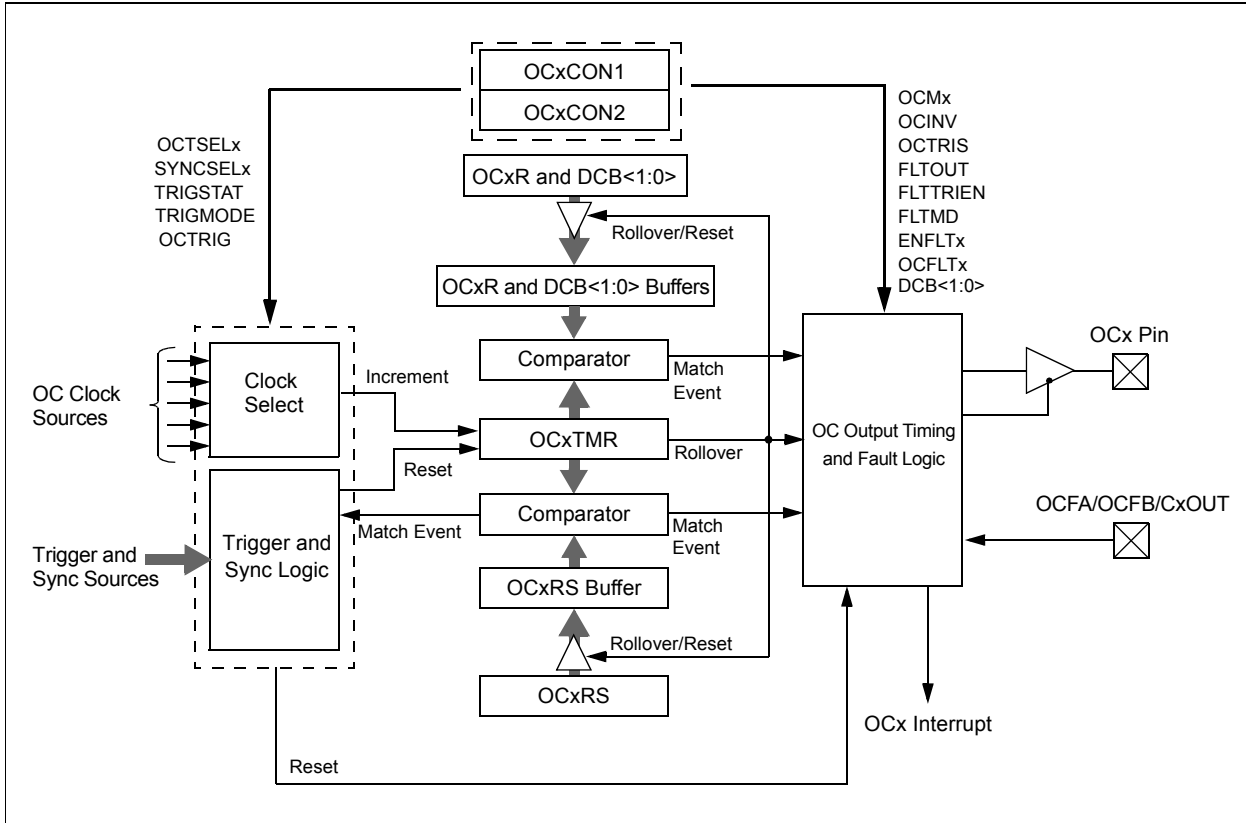 OCxCON1
OCxCON2
OCTSELx
SYNCSELx
TRIGSTAT
TRIGMODE
OCTRIG
OCMx
OCINV
OCTRIS
FLTOUT
FLTTRIEN
FLTMD
ENFLTx
OCFLTx
DCB<1:0>
OCxR and DCB<1:0>
Rollover/Reset
OCxR and DCB<1:0> Buffers
OC Clock
Sources
Clock
Select
Increment
Comparator
Match
Event
OCxTMR
Rollover
Reset
OC Output Timing
and Fault Logic
OCx Pin
Trigger and
Sync Sources
Trigger and
Sync Logic
Match Event
Comparator
Match
Event
OCFA/OCFB/CxOUT
OCxRS Buffer
Rollover/Reset
OCxRS
OCx Interrupt
Reset